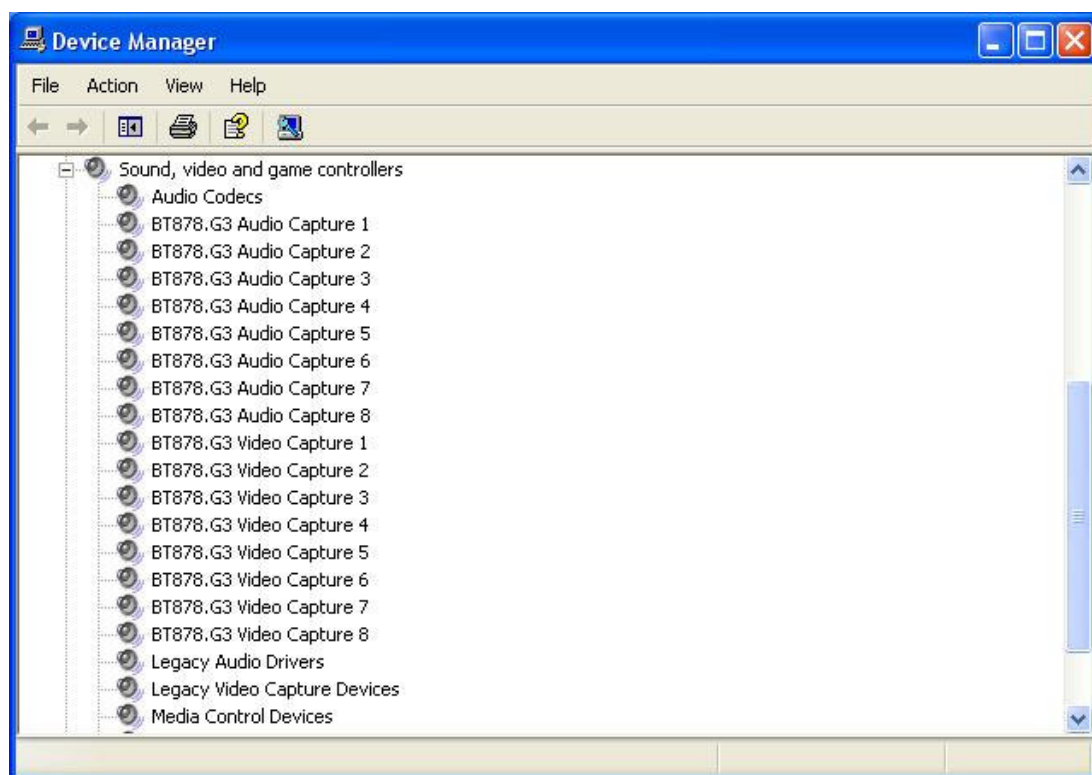 Device Manager
File Action View Help
Sound, video and game controllers
Audio Codecs
BT878.G3 Audio Capture 1
BT878.G3 Audio Capture 2
BT878.G3 Audio Capture 3
BT878.G3 Audio Capture 4
BT878.G3 Audio Capture 5
BT878.G3 Audio Capture 6
BT878.G3 Audio Capture 7
BT878.G3 Audio Capture 8
BT878.G3 Video Capture 1
BT878.G3 Video Capture 2
BT878.G3 Video Capture 3
BT878.G3 Video Capture 4
BT878.G3 Video Capture 5
BT878.G3 Video Capture 6
BT878.G3 Video Capture 7
BT878.G3 Video Capture 8
Legacy Audio Drivers
Legacy Video Capture Devices
Media Control Devices